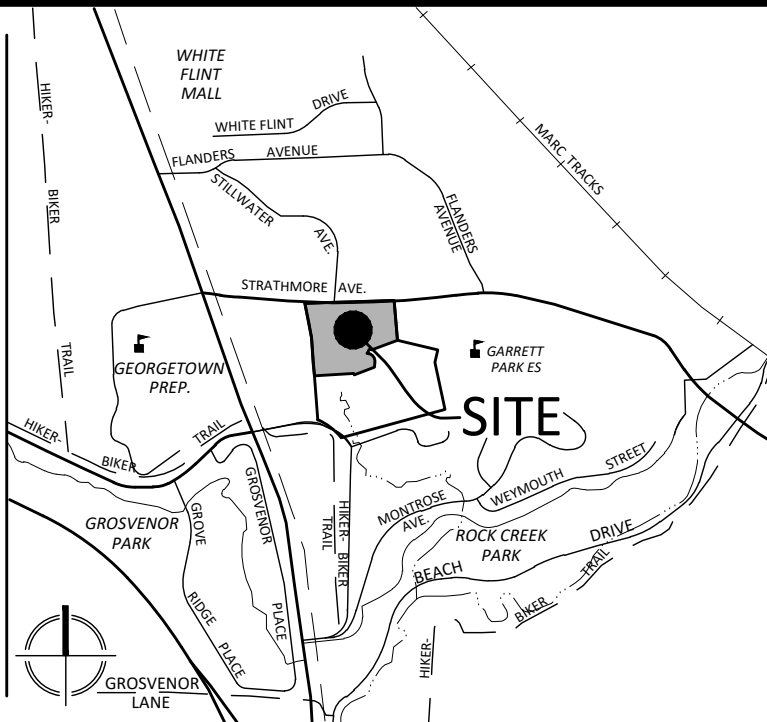 WHITE
FLINT
MALL
HIKER-
BIKER
TRAIL
WHITE FLINT
DRIVE
FLANDERS
AVENUE
STILLWATER
AVE.
FLANDERS
AVENUE
MARC TRACKS
STRATHMORE
AVE.
GEORGETOWN
PREP.
GARRETT
PARK ES
SITE
HIKER-
BIKER
TRAIL
GROSVENOR
PARK
GROVE
RIDGE
PLACE
GROSVENOR
PLACE
HIKER- BIKER
TRAIL
MONTROSE
AVE.
WEYMOUTH
STREET
ROCK CREEK
PARK
BEACH
DRIVE
HIKER-
BIKER
TRAIL
GROSVENOR
LANE